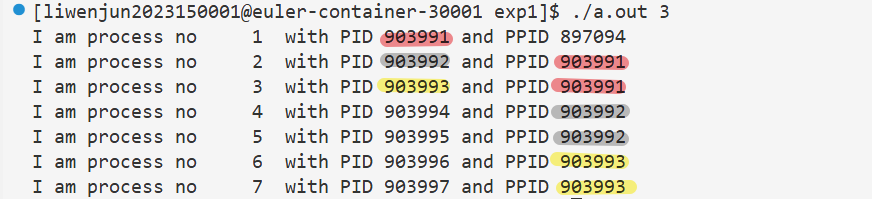 [liwenjun2023150001@euler-container-30001 exp1]$ ./a.out 3
I am process no     1  with PID 903991 and PPID 897094
I am process no     2  with PID 903992 and PPID 903991
I am process no     3  with PID 903993 and PPID 903991
I am process no     4  with PID 903994 and PPID 903992
I am process no     5  with PID 903995 and PPID 903992
I am process no     6  with PID 903996 and PPID 903993
I am process no     7  with PID 903997 and PPID 903993